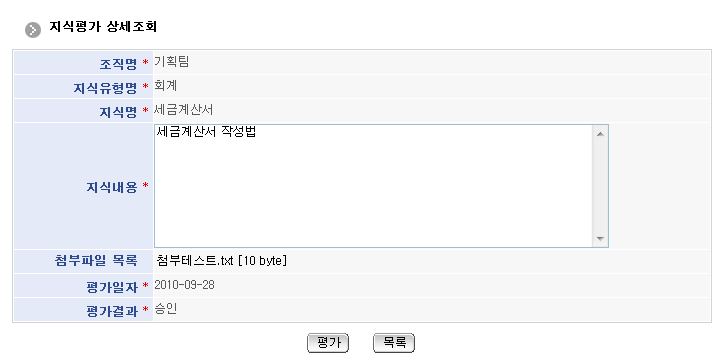 지식평가 상세조회
조직명 * 기획팀
지식유형명 * 회계
지식명 * 세금계산서
지식내용 * 세금계산서 작성법
첨부파일 목록 첨부테스트.txt [10 byte]
평가일자 * 2010-09-28
평가결과 * 승인
평가 목록